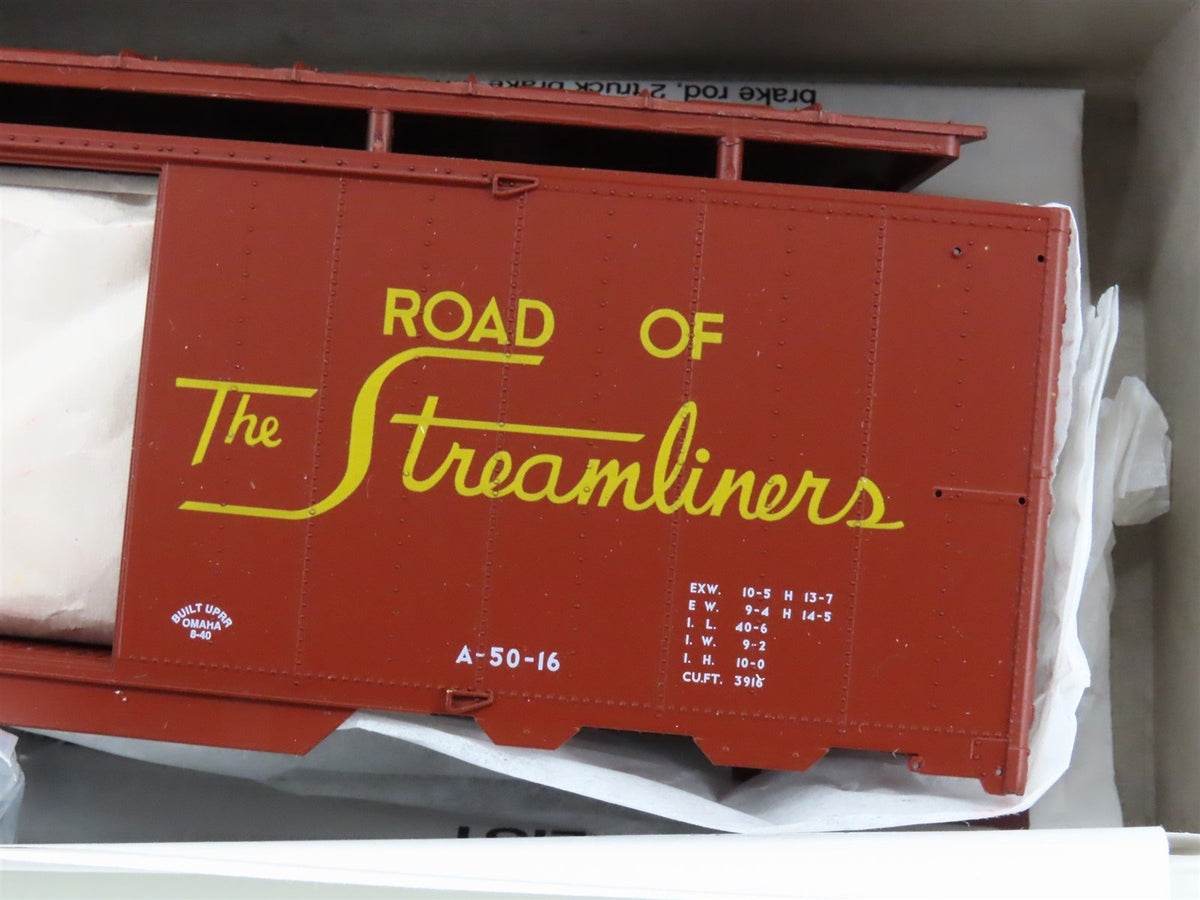 brake rod, 2 truck brake
ROAD OF
The Streamliners
BUILT UPRR
OMAHA
8-40
A-50-16
EXW. 10-5 H 13-7
E W. 9-4 H 14-5
I. L. 40-6
I. W. 9-2
I. H. 10-0
CU.FT. 3916